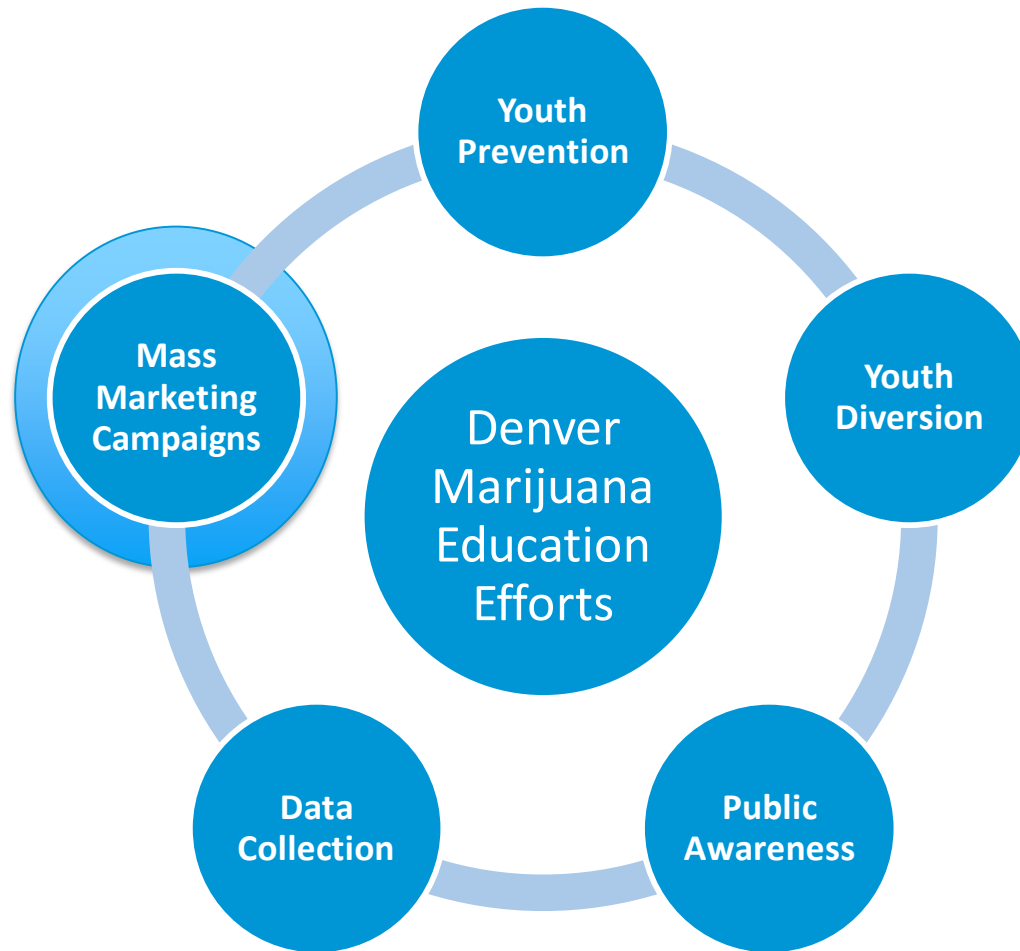 Youth
Prevention
Mass
Marketing
Campaigns
Youth
Diversion
Denver
Marijuana
Education
Efforts
Data
Collection
Public
Awareness